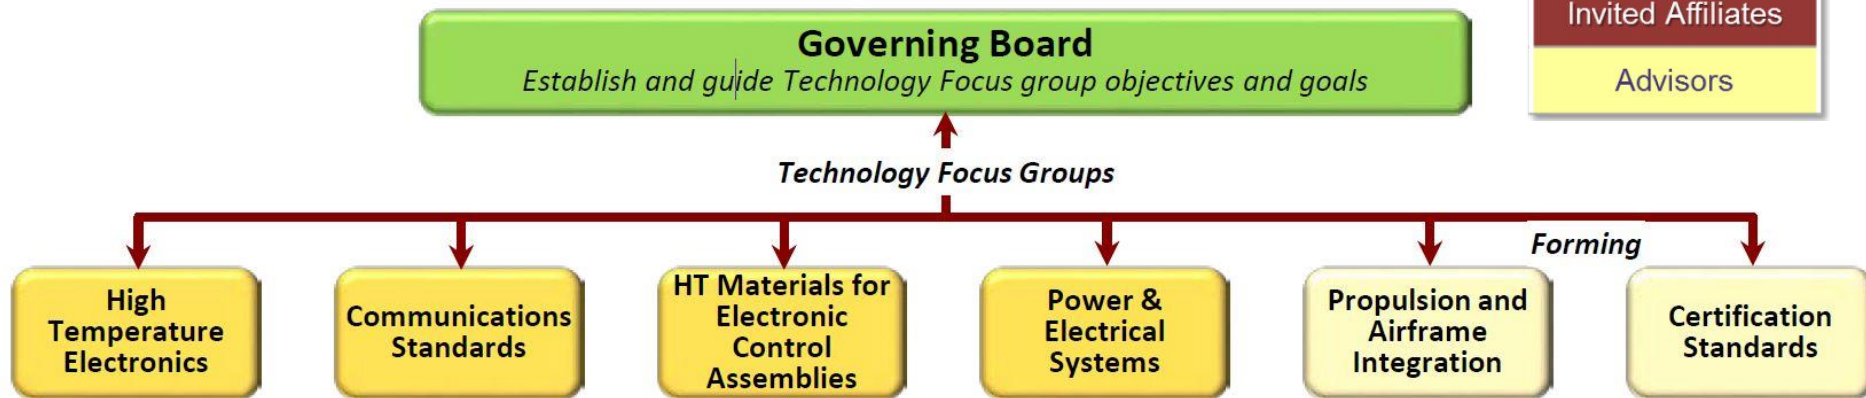 Invited Affiliates
Advisors
Governing Board
Establish and guide Technology Focus group objectives and goals
Technology Focus Groups
Forming
High
Temperature
Electronics
Communications
Standards
HT Materials for
Electronic
Control
Assemblies
Power &
Electrical
Systems
Propulsion and
Airframe
Integration
Certification
Standards